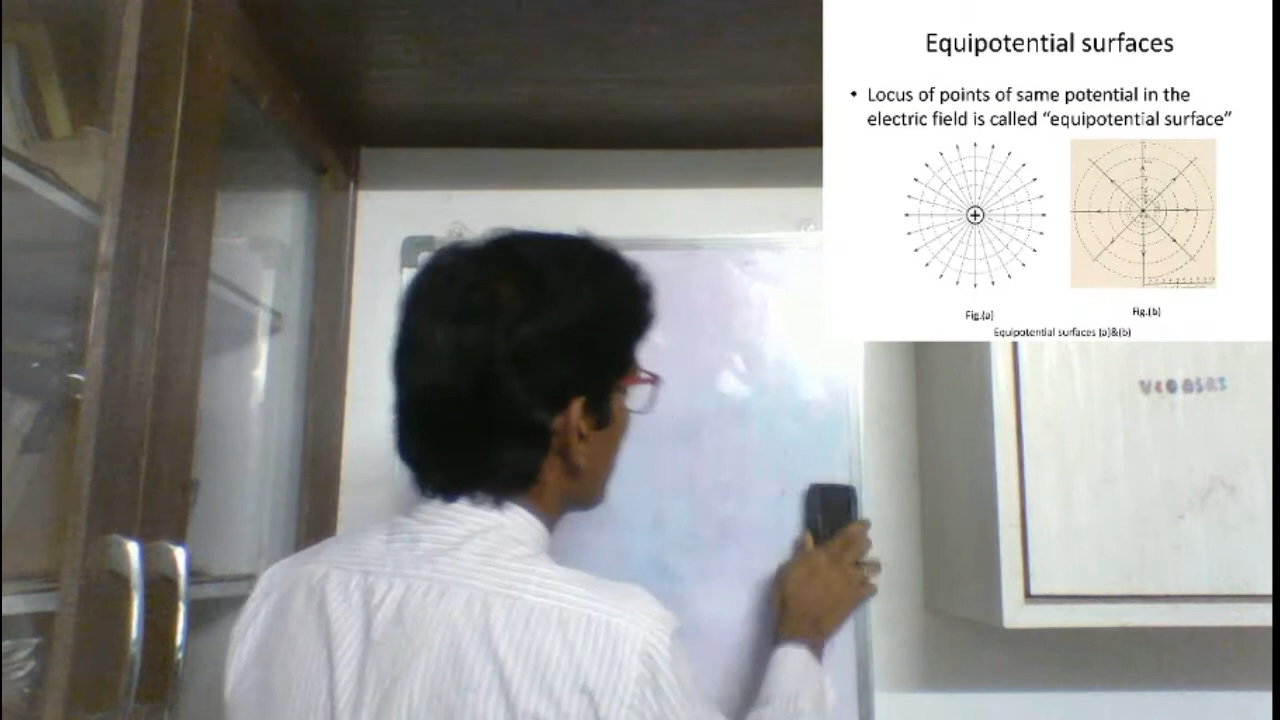 Equipotential surfaces
• Locus of points of same potential in the
electric field is called “equipotential surface”
+
Fig.(a)
Fig.(b)
Equipotential surfaces (a)&(b)